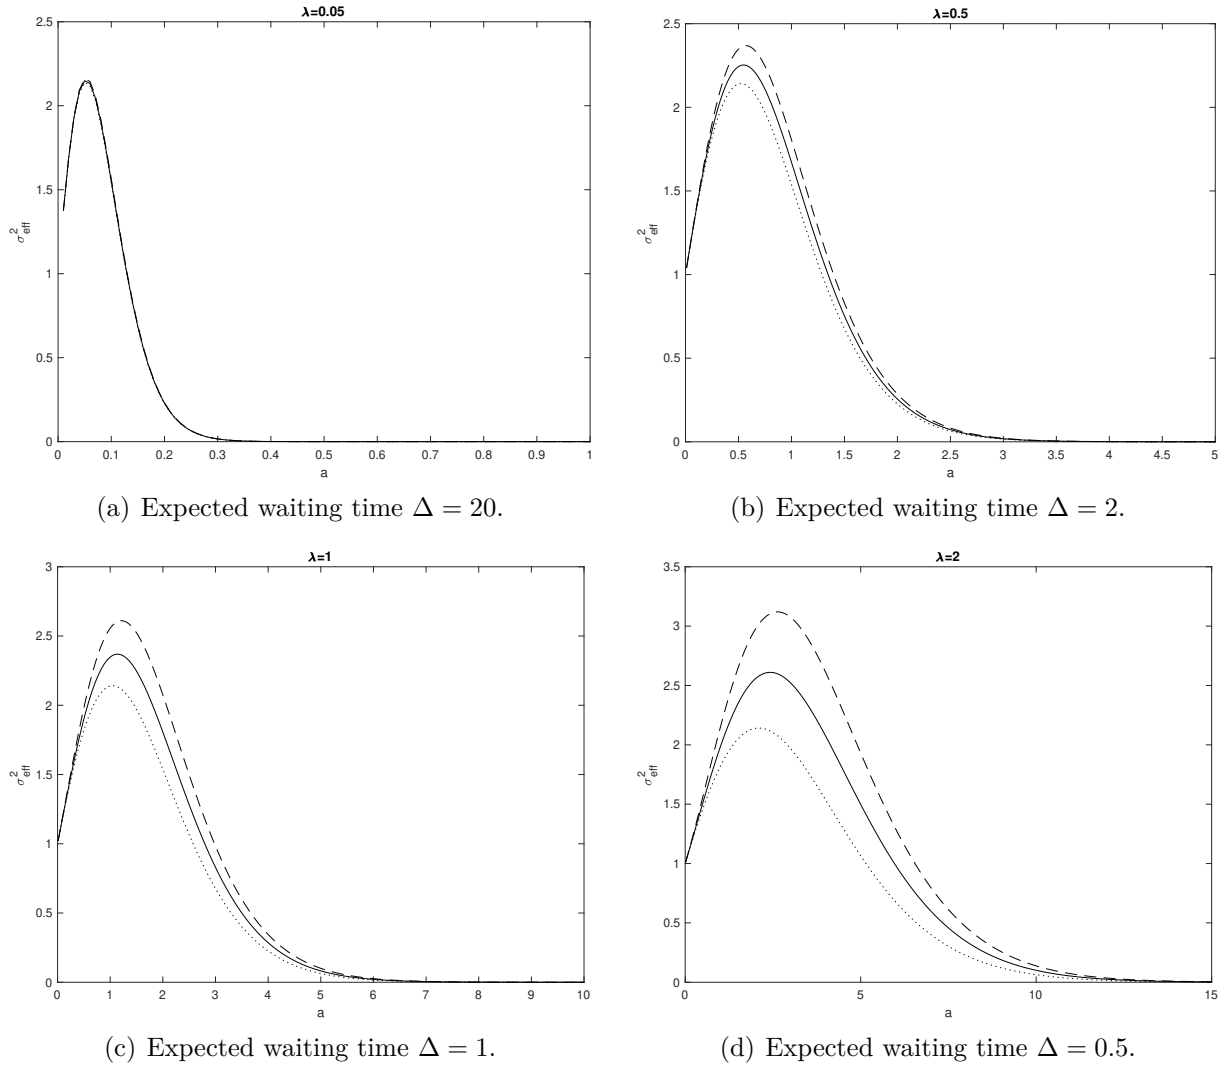 λ=0.05
2.5
2
1.5
1
0.5
0
σ²eff
0 0.1 0.2 0.3 0.4 0.5 0.6 0.7 0.8 0.9 1
a
(a) Expected waiting time Δ = 20.
λ=0.5
2.5
2
1.5
1
0.5
0
σ²eff
0 0.5 1 1.5 2 2.5 3 3.5 4 4.5 5
a
(b) Expected waiting time Δ = 2.
λ=1
3
2.5
2
1.5
1
0.5
0
σ²eff
0 1 2 3 4 5 6 7 8 9 10
a
(c) Expected waiting time Δ = 1.
λ=2
3.5
3
2.5
2
1.5
1
0.5
0
σ²eff
0 5 10 15
a
(d) Expected waiting time Δ = 0.5.